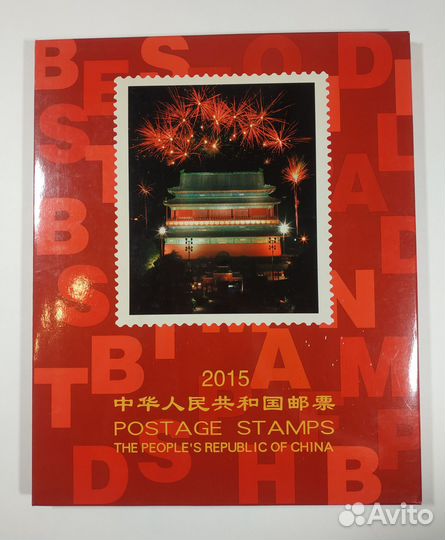 2015
中华人民共和国邮票
POSTAGE STAMPS
THE PEOPLE'S REPUBLIC OF CHINA
Avito